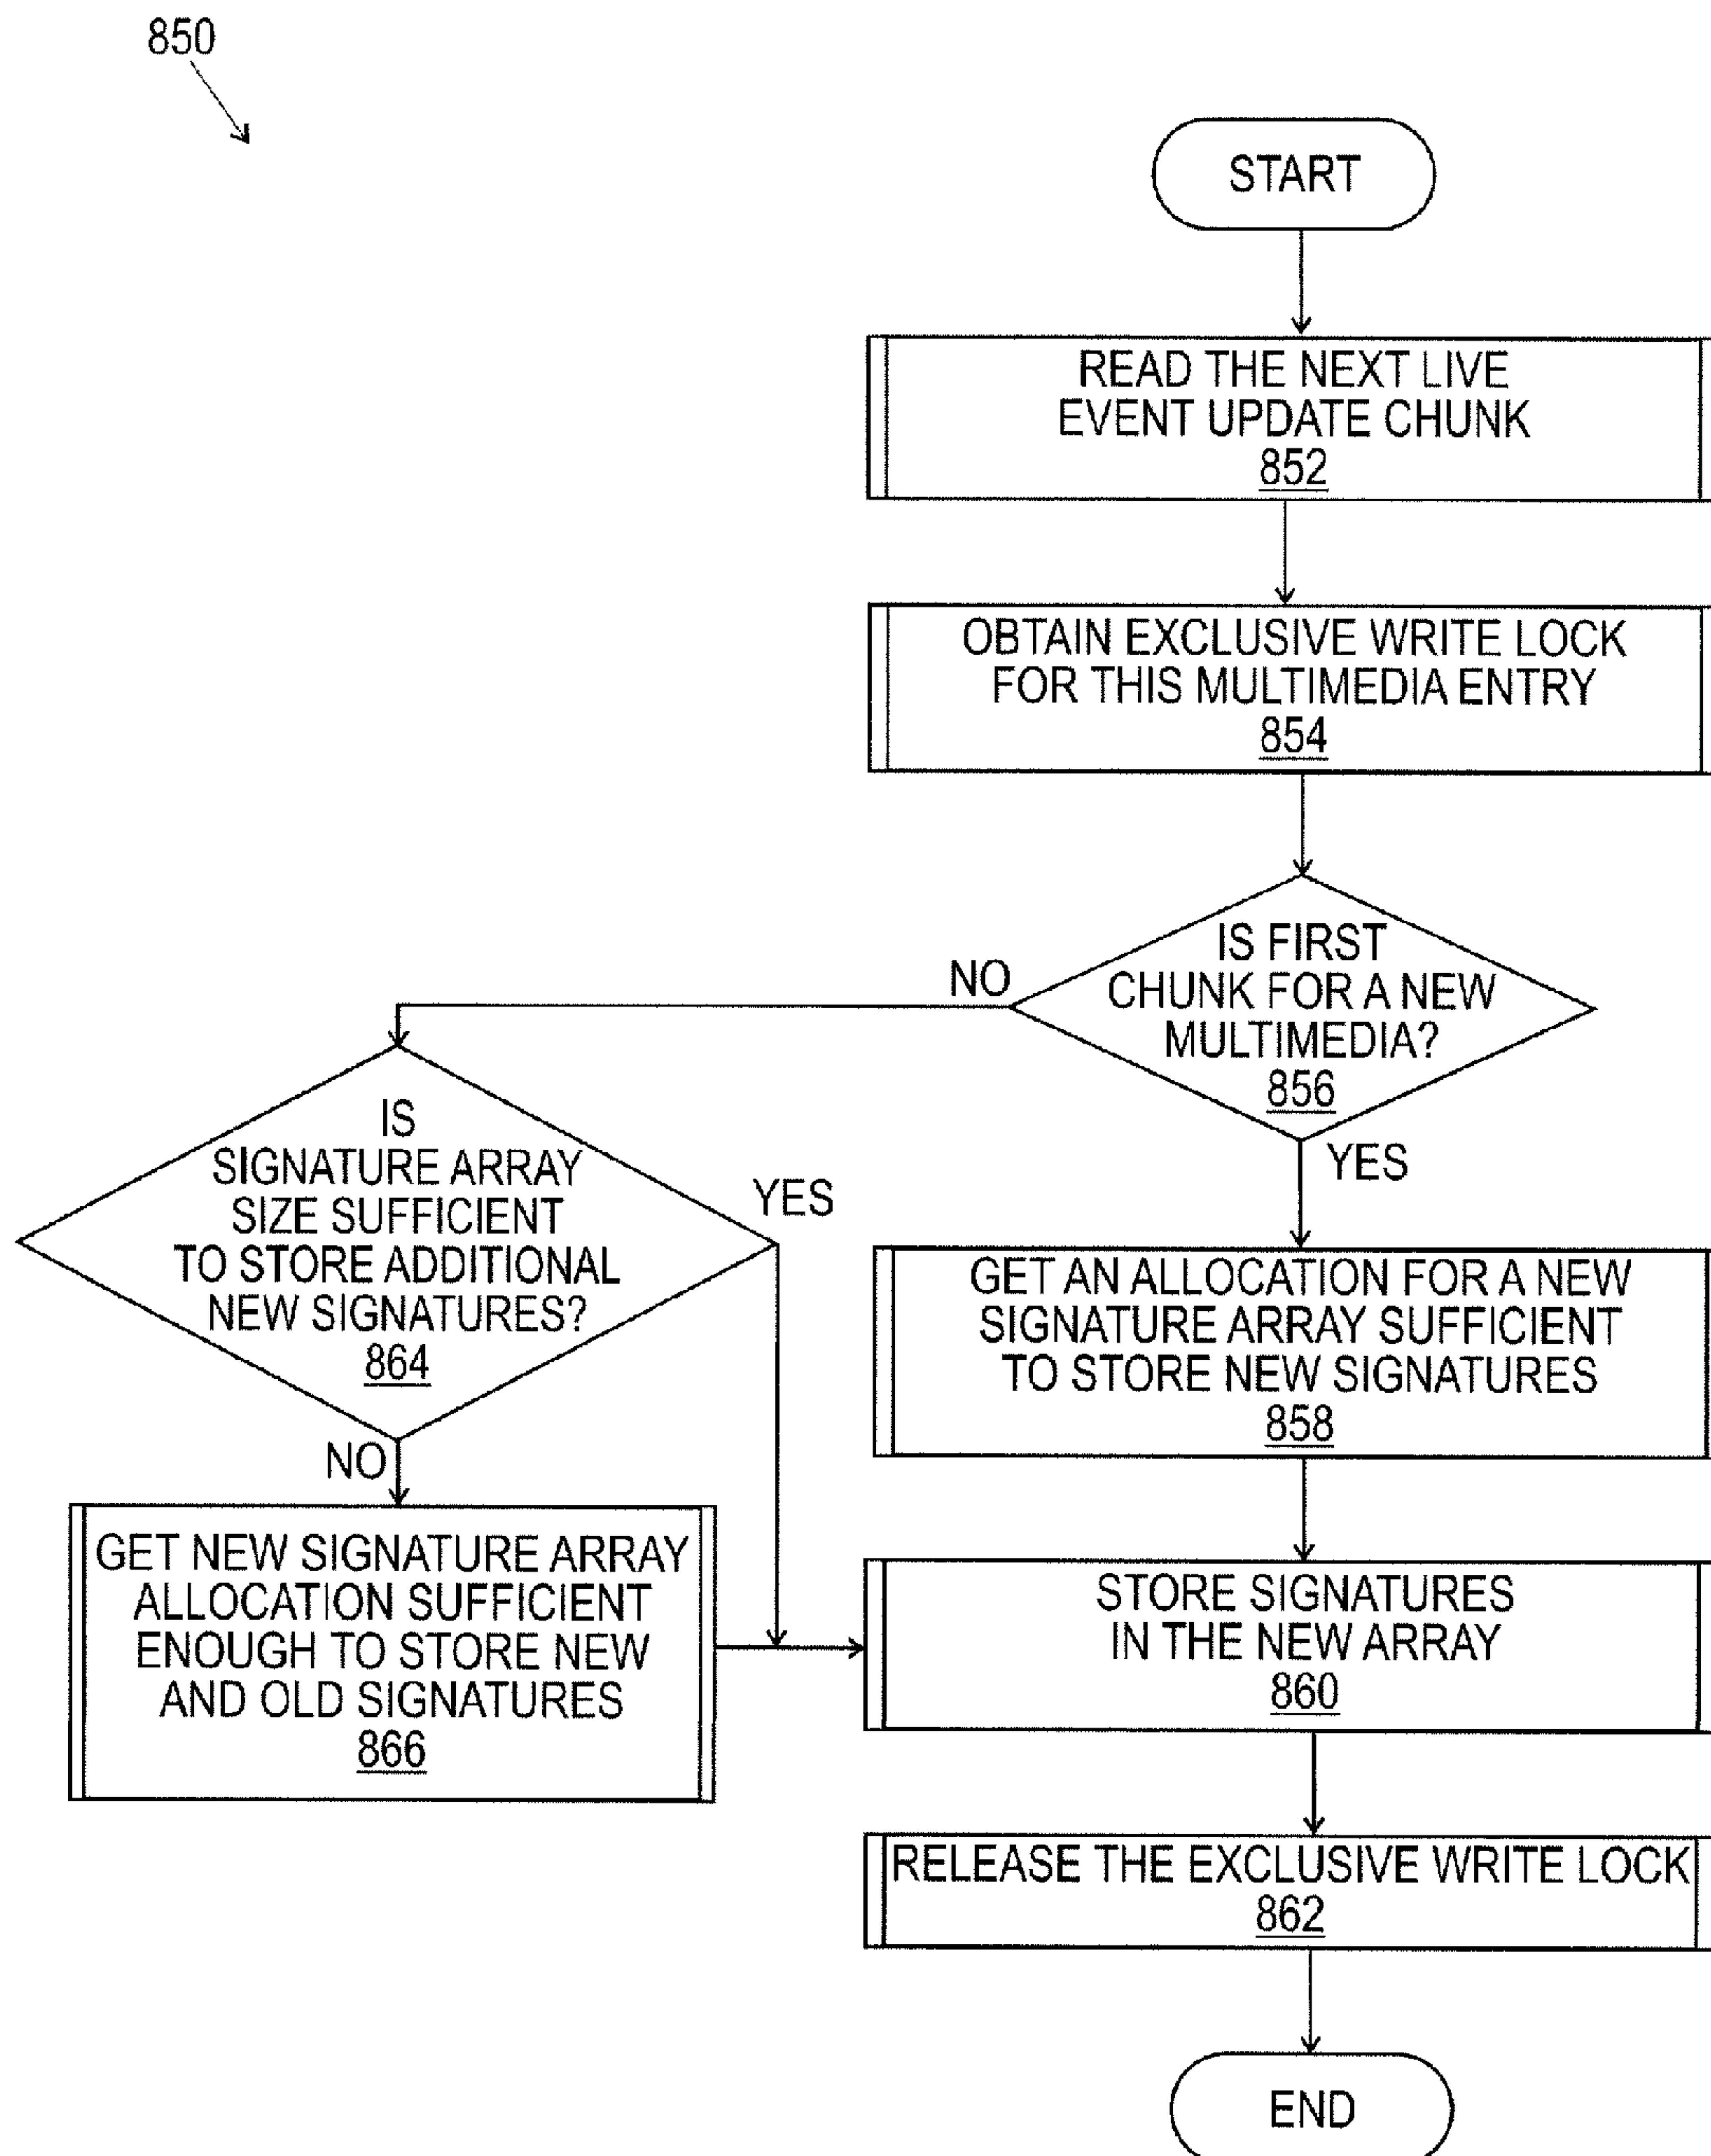 850
START
READ THE NEXT LIVE
EVENT UPDATE CHUNK
852
OBTAIN EXCLUSIVE WRITE LOCK
FOR THIS MULTIMEDIA ENTRY
854
IS FIRST
CHUNK FOR A NEW
MULTIMEDIA?
856
NO
YES
IS
SIGNATURE ARRAY
SIZE SUFFICIENT
TO STORE ADDITIONAL
NEW SIGNATURES?
864
YES
NO
GET AN ALLOCATION FOR A NEW
SIGNATURE ARRAY SUFFICIENT
TO STORE NEW SIGNATURES
858
GET NEW SIGNATURE ARRAY
ALLOCATION SUFFICIENT
ENOUGH TO STORE NEW
AND OLD SIGNATURES
866
STORE SIGNATURES
IN THE NEW ARRAY
860
RELEASE THE EXCLUSIVE WRITE LOCK
862
END